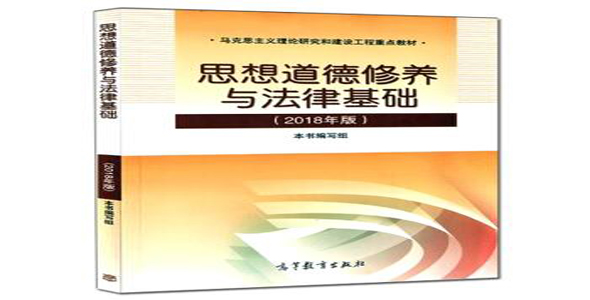 ·马克思主义理论研究和建设工程重点教材·
思想道德修养
与法律基础
(2018年版)
本书编写组
高等教育出版社
思想道德修养与法律基础
(2018年版)
本书编写组